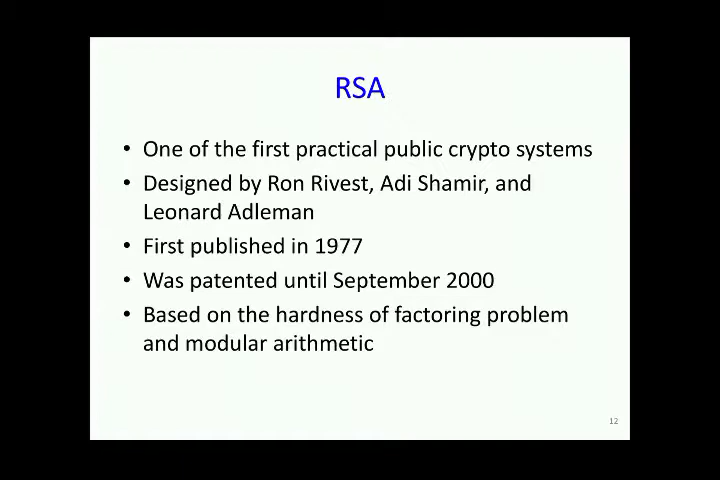 RSA
• One of the first practical public crypto systems
• Designed by Ron Rivest, Adi Shamir, and
Leonard Adleman
• First published in 1977
• Was patented until September 2000
• Based on the hardness of factoring problem
and modular arithmetic
12